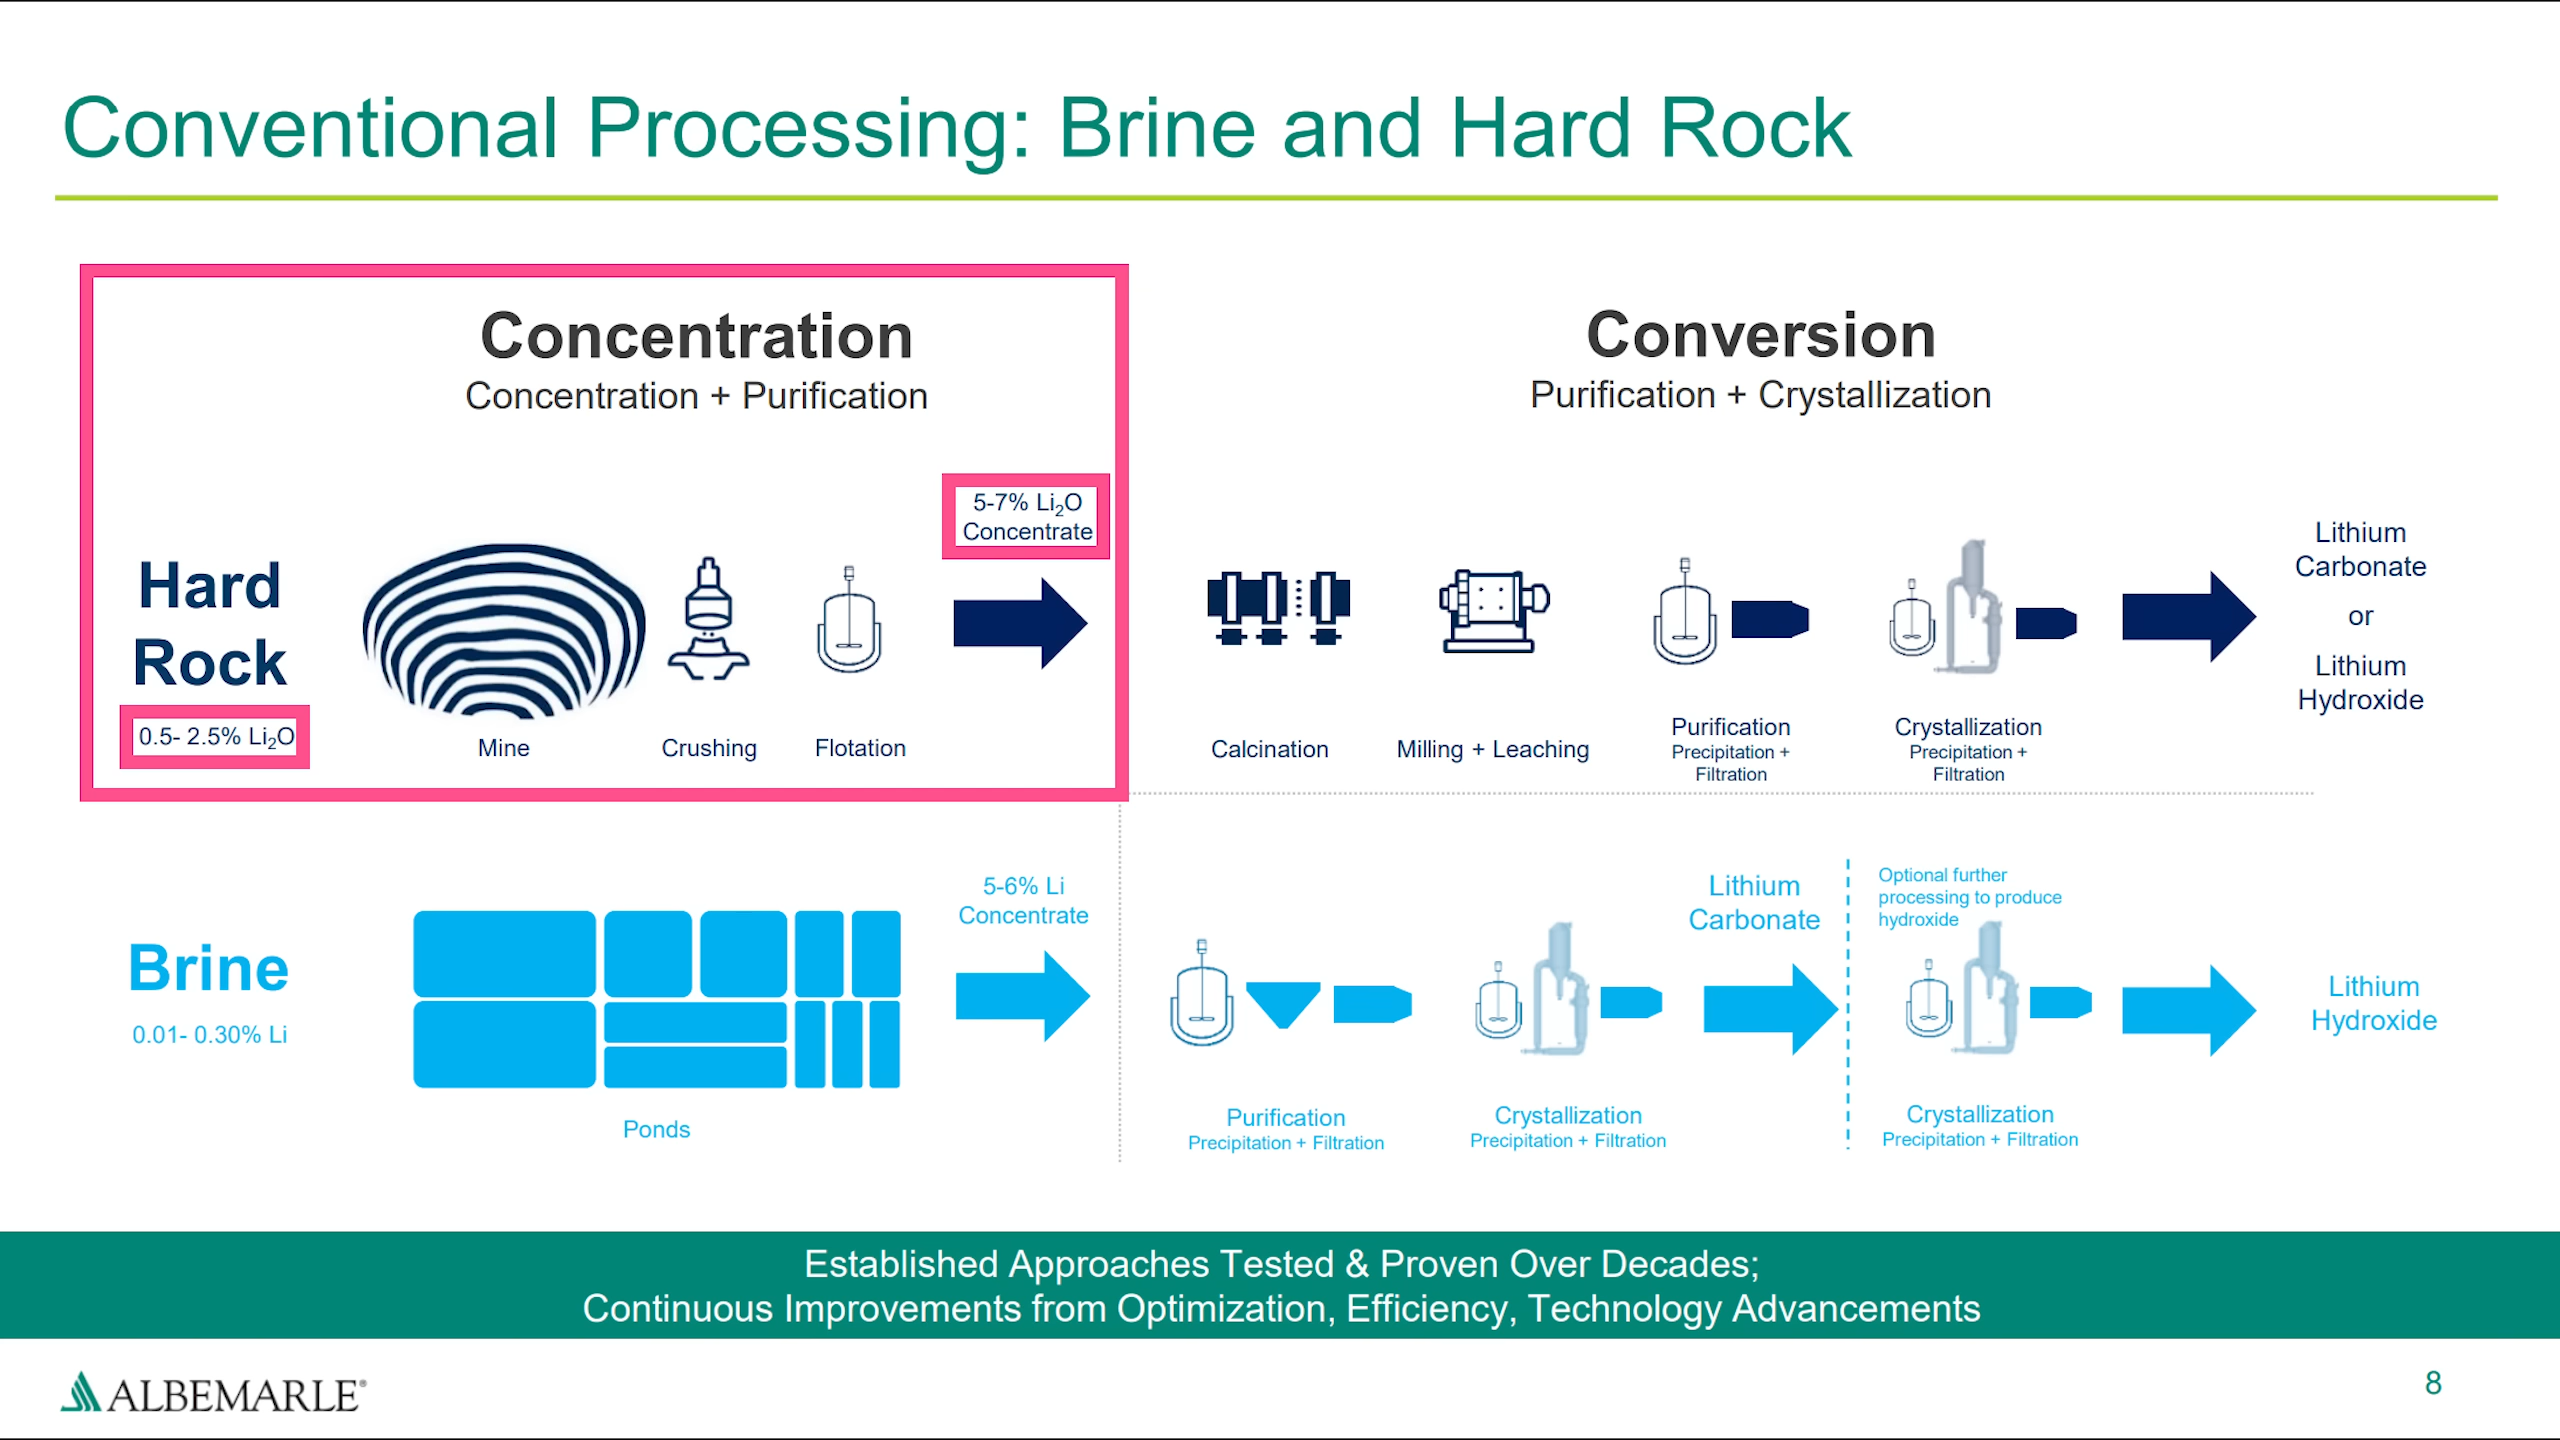 Conventional Processing: Brine and Hard Rock
Concentration
Concentration + Purification
Conversion
Purification + Crystallization
Hard
Rock
0.5- 2.5% Li₂O
Mine
Crushing
Flotation
5-7% Li₂O
Concentrate
Calcination
Milling + Leaching
Purification
Precipitation +
Filtration
Crystallization
Precipitation +
Filtration
Lithium
Carbonate
or
Lithium
Hydroxide
Brine
0.01- 0.30% Li
Ponds
5-6% Li
Concentrate
Purification
Precipitation + Filtration
Crystallization
Precipitation + Filtration
Lithium
Carbonate
Optional further
processing to produce
hydroxide
Crystallization
Precipitation + Filtration
Lithium
Hydroxide
Established Approaches Tested & Proven Over Decades;
Continuous Improvements from Optimization, Efficiency, Technology Advancements
ALBEMARLE®
8